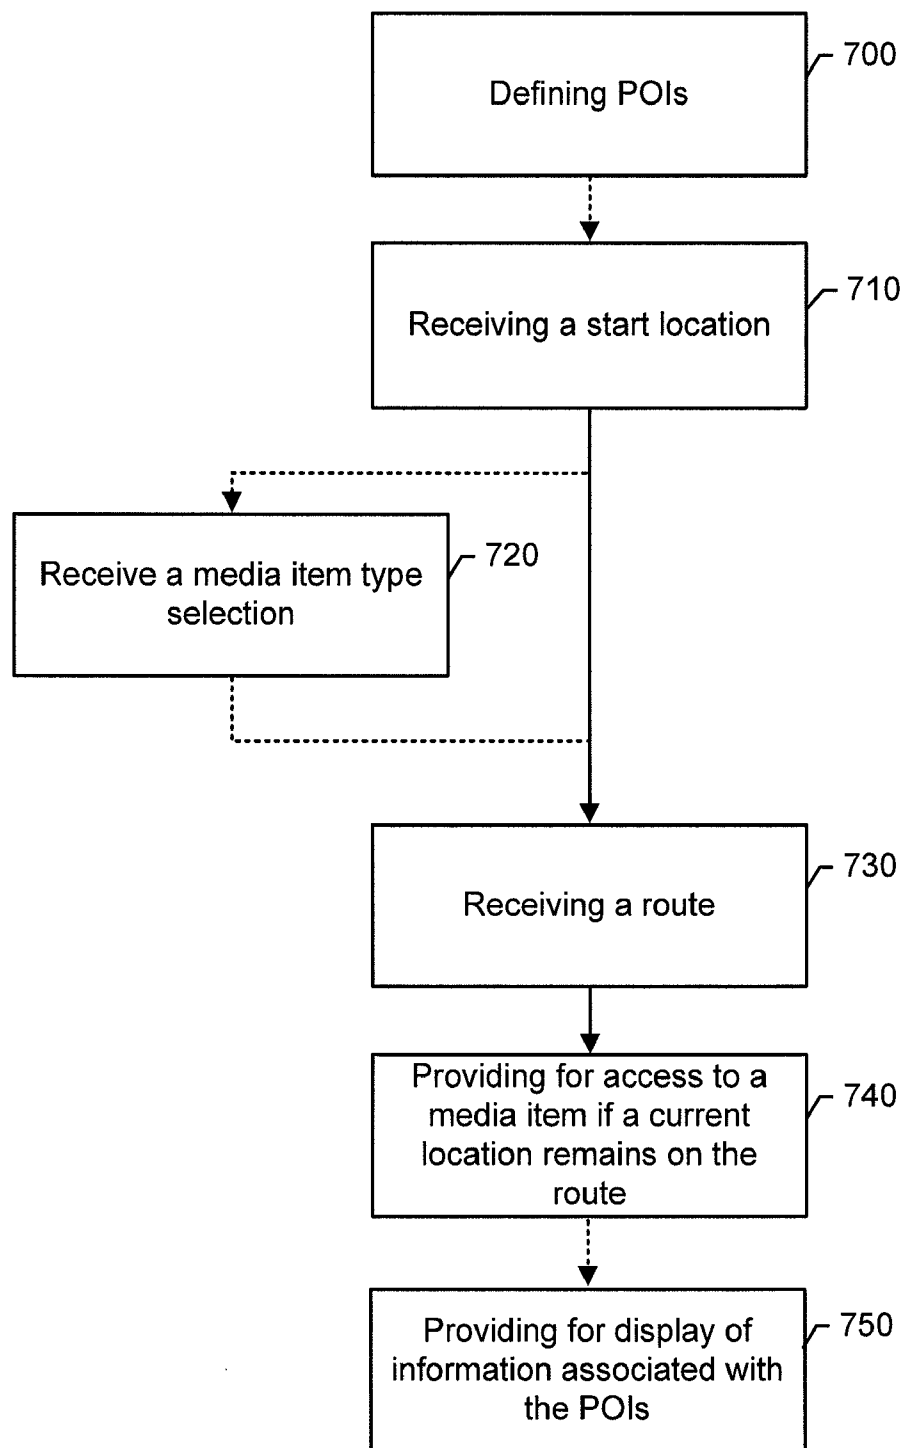 Defining POIs
700
Receiving a start location
710
Receive a media item type
selection
720
Receiving a route
730
Providing for access to a
media item if a current
location remains on the
route
740
Providing for display of
information associated with
the POIs
750